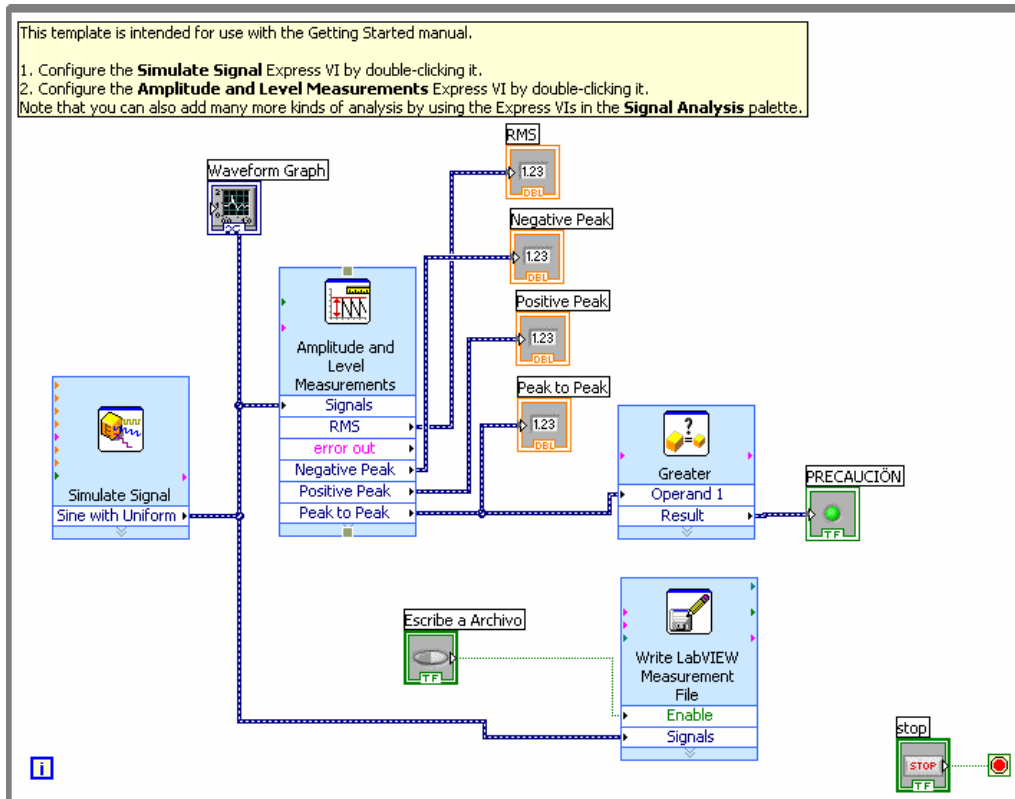 This template is intended for use with the Getting Started manual.
1. Configure the Simulate Signal Express VI by double-clicking it.
2. Configure the Amplitude and Level Measurements Express VI by double-clicking it.
Note that you can also add many more kinds of analysis by using the Express VIs in the Signal Analysis palette.
RMS
1.23
DBL
Waveform Graph
Negative Peak
1.23
DBL
Positive Peak
1.23
DBL
Peak to Peak
1.23
DBL
Amplitude and
Level
Measurements
Signals
RMS
error out
Negative Peak
Positive Peak
Peak to Peak
Simulate Signal
Sine with Uniform
?
Greater
Operand 1
Result
PRECAUCIÖN
TF
Escribe a Archivo
TF
Write LabVIEW
Measurement
File
Enable
Signals
stop
STOP
TF
i